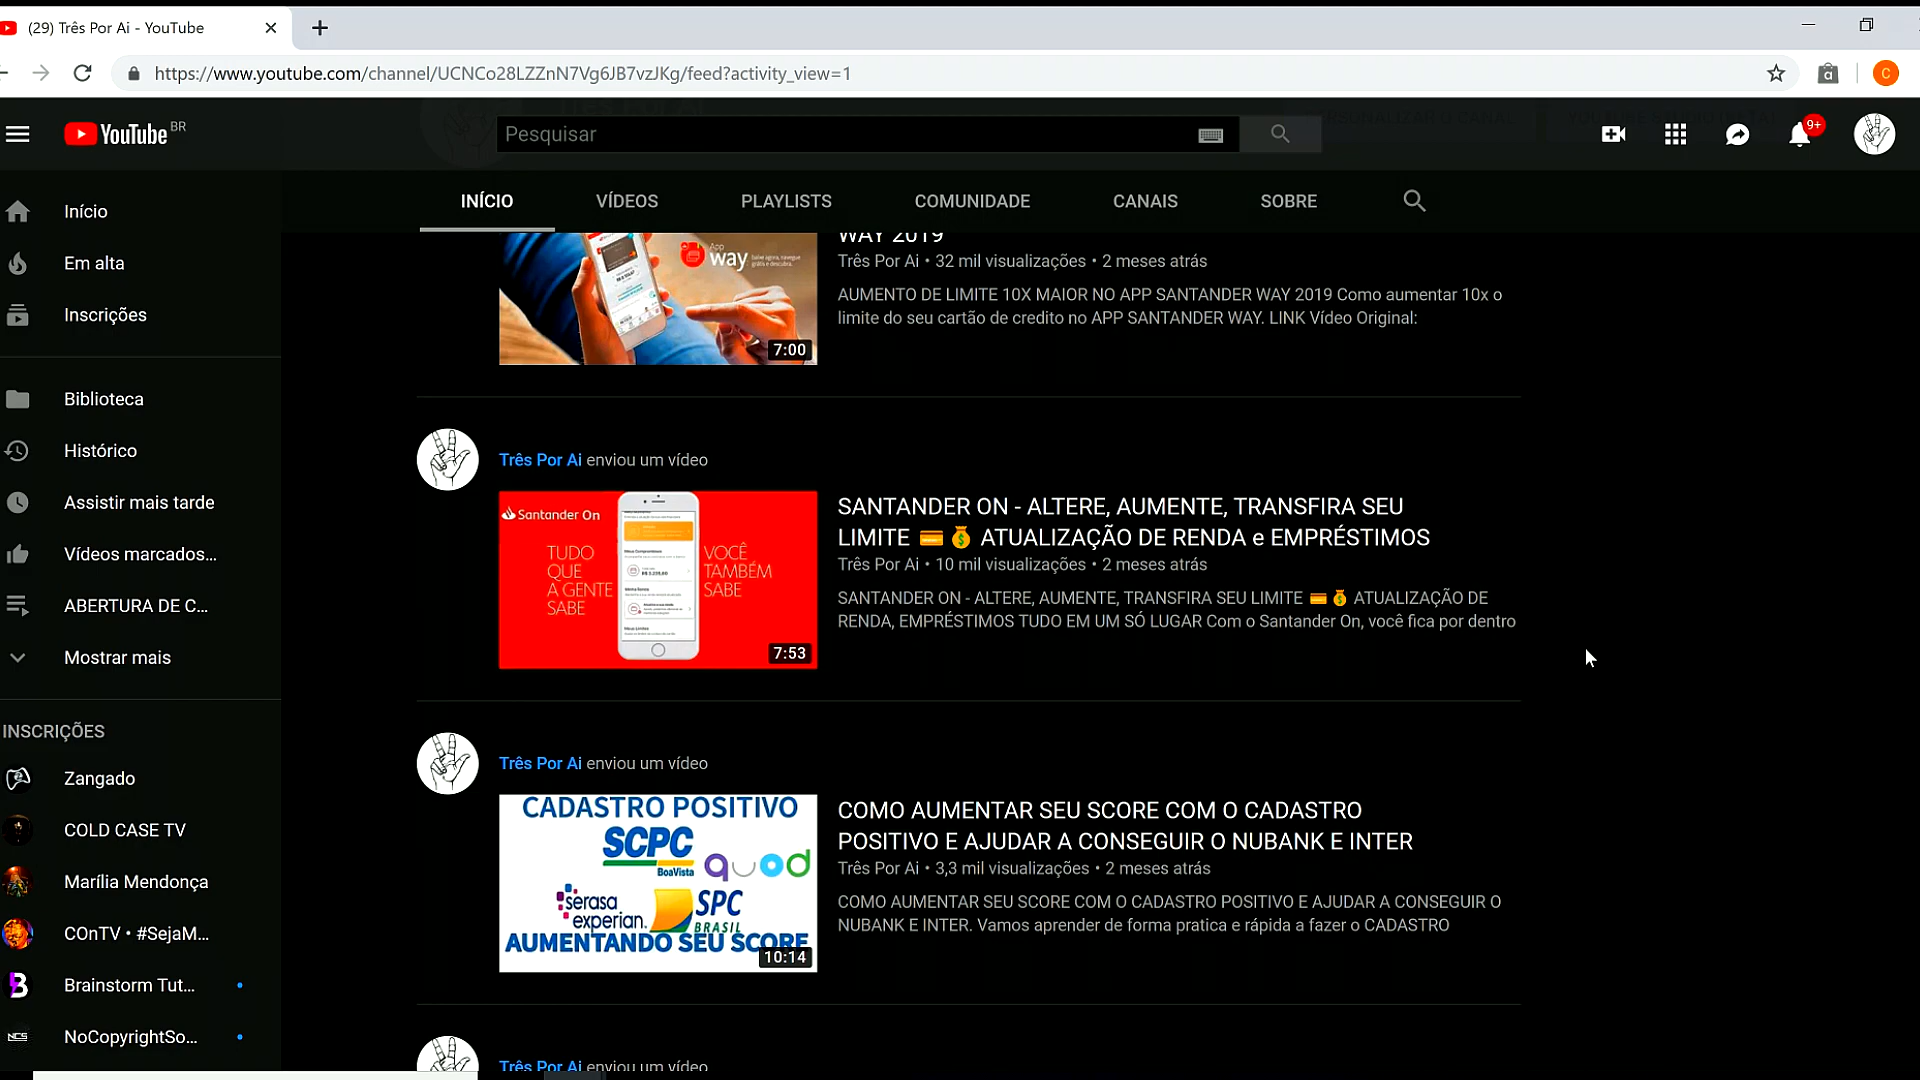 (29) Três Por Ai - YouTube
https://www.youtube.com/channel/UCNCo28LZZnN7Vg6JB7vzJKg/feed?activity_view=1
C
YouTube BR
Pesquisar
9+
INÍCIO VÍDEOS PLAYLISTS COMUNIDADE CANAIS SOBRE
Início
Em alta
Inscrições
Biblioteca
Histórico
Assistir mais tarde
Vídeos marcados...
ABERTURA DE C...
Mostrar mais
INSCRIÇÕES
Zangado
COLD CASE TV
Marília Mendonça
COnTV • #SejaM...
Brainstorm Tut...
NoCopyrightSo...
App
way
7:00
WAY 2019
Três Por Ai • 32 mil visualizações • 2 meses atrás
AUMENTO DE LIMITE 10X MAIOR NO APP SANTANDER WAY 2019 Como aumentar 10x o
limite do seu cartão de credito no APP SANTANDER WAY. LINK Vídeo Original:
Três Por Ai enviou um vídeo
Santander On
TUDO
QUE
A GENTE
SABE
VOCÊ
TAMBÉM
SABE
7:53
SANTANDER ON - ALTERE, AUMENTE, TRANSFIRA SEU
LIMITE 💳💰 ATUALIZAÇÃO DE RENDA e EMPRÉSTIMOS
Três Por Ai • 10 mil visualizações • 2 meses atrás
SANTANDER ON - ALTERE, AUMENTE, TRANSFIRA SEU LIMITE 💳💰 ATUALIZAÇÃO DE
RENDA, EMPRÉSTIMOS TUDO EM UM SÓ LUGAR Com o Santander On, você fica por dentro
Três Por Ai enviou um vídeo
CADASTRO POSITIVO
SCPC
BoaVista
quod
serasa
experian.
SPC
BRASIL
AUMENTANDO SEU SCORE
10:14
COMO AUMENTAR SEU SCORE COM O CADASTRO
POSITIVO E AJUDAR A CONSEGUIR O NUBANK E INTER
Três Por Ai • 3,3 mil visualizações • 2 meses atrás
COMO AUMENTAR SEU SCORE COM O CADASTRO POSITIVO E AJUDAR A CONSEGUIR O
NUBANK E INTER. Vamos aprender de forma pratica e rápida a fazer o CADASTRO
Três Por Ai enviou um vídeo